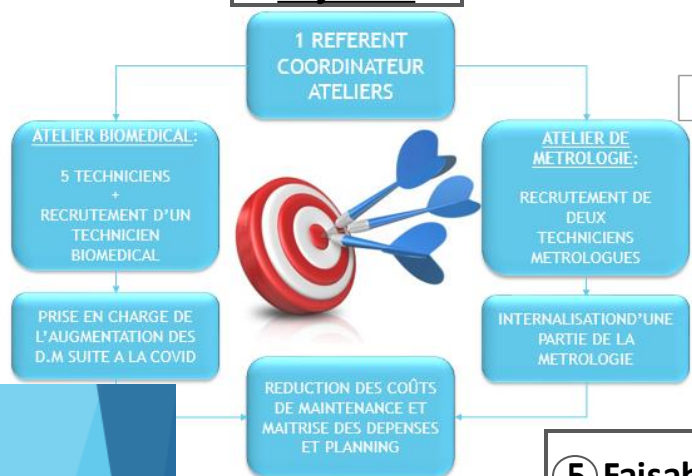 1 REFERENT
COORDINATEUR
ATELIERS
ATELIER BIOMEDICAL:
5 TECHNICIENS
+
RECRUTEMENT D'UN
TECHNICIEN
BIOMEDICAL
ATELIER DE
METROLOGIE:
RECRUTEMENT DE
DEUX
TECHNICIENS
METROLOGUES
PRISE EN CHARGE DE
L'AUGMENTATION DES
D.M SUITE A LA COVID
INTERNALISATIOND'UNE
PARTIE DE LA
METROLOGIE
REDUCTION DES COÛTS
DE MAINTENANCE ET
MAITRISE DES DEPENSES
ET PLANNING
5 Faisab